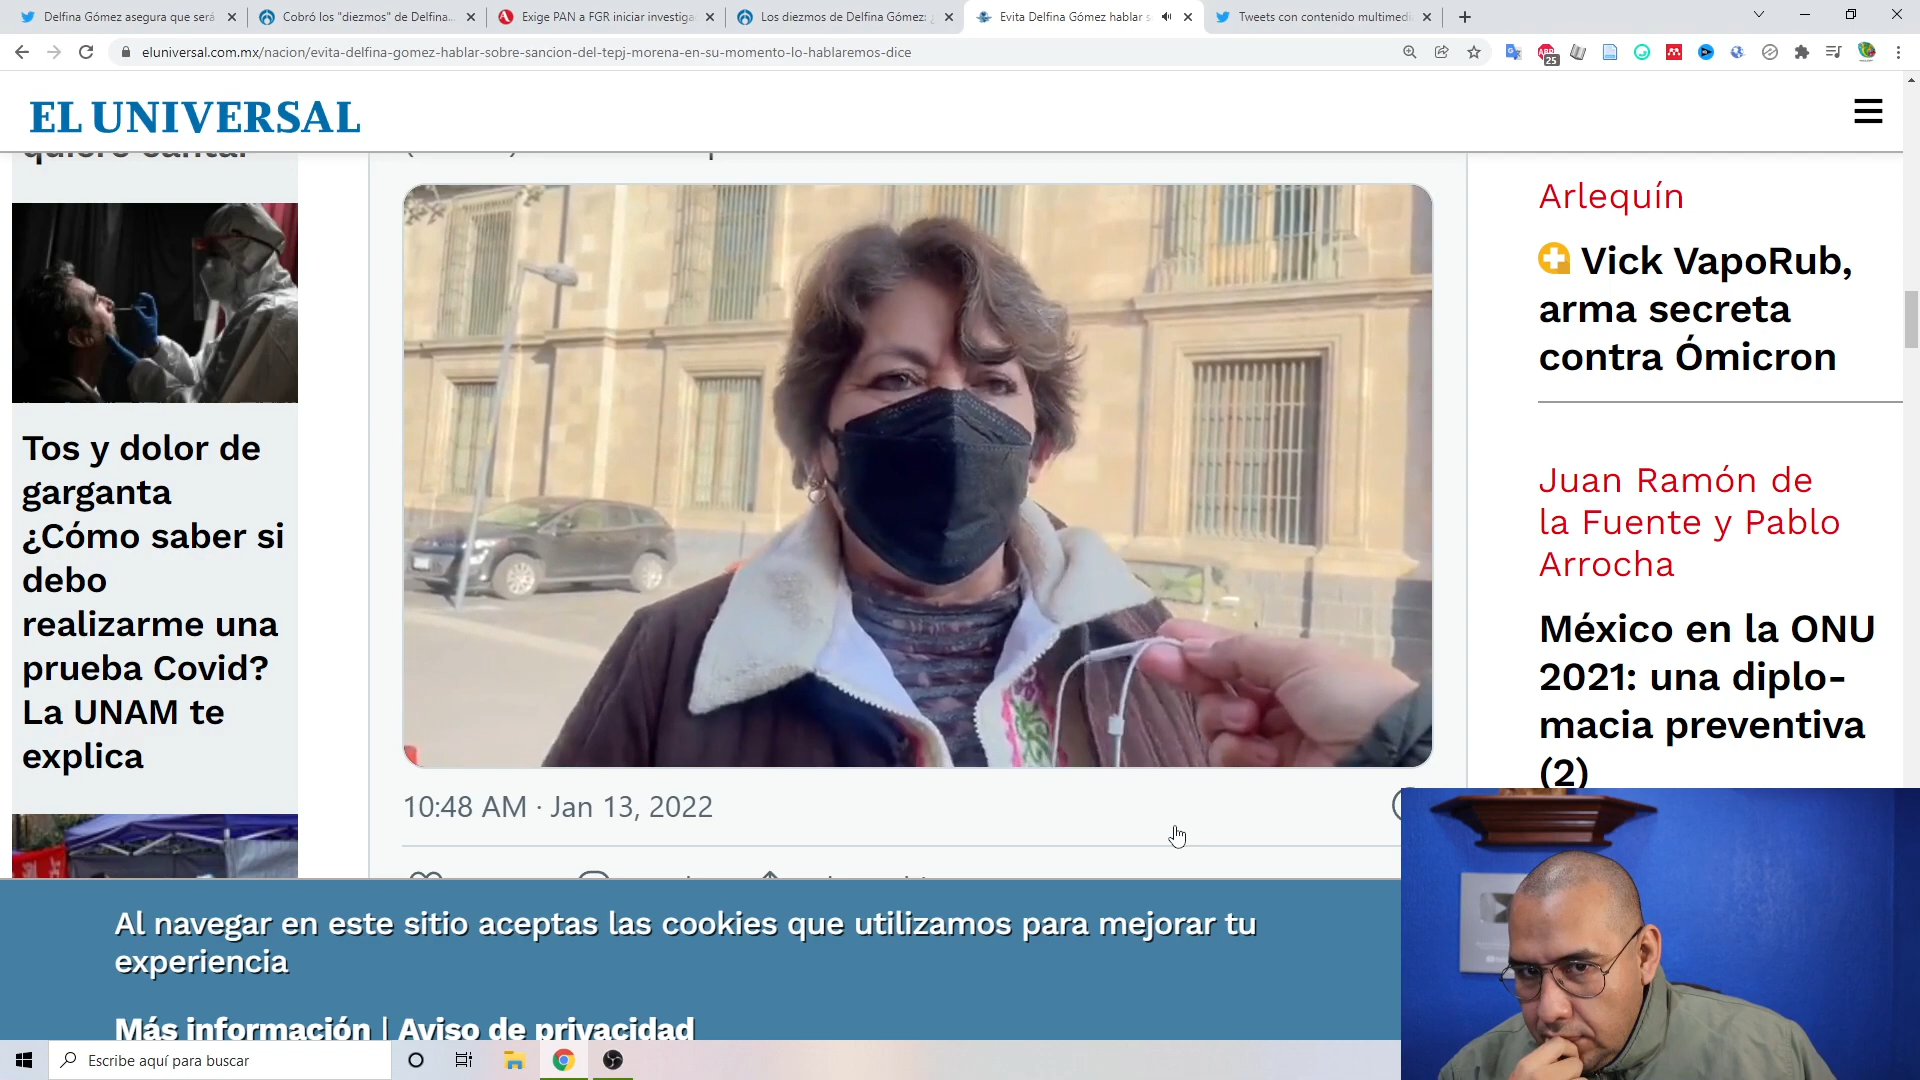 Delfina Gómez asegura que será
Cobró los "diezmos" de Delfina...
Exige PAN a FGR iniciar investiga
Los diezmos de Delfina Gómez: ¿
Evita Delfina Gómez hablar s
Tweets con contenido multimedi
eluniversal.com.mx/nacion/evita-delfina-gomez-hablar-sobre-sancion-del-tepj-morena-en-su-momento-lo-hablaremos-dice
25
EL UNIVERSAL
quiere cantar
Tos y dolor de
garganta
¿Cómo saber si
debo
realizarme una
prueba Covid?
La UNAM te
explica
10:48 AM · Jan 13, 2022
Arlequín
Vick VapoRub,
arma secreta
contra Ómicron
Juan Ramón de
la Fuente y Pablo
Arrocha
México en la ONU
2021: una diplo-
macia preventiva
(2)
Al navegar en este sitio aceptas las cookies que utilizamos para mejorar tu
experiencia
Más información | Aviso de privacidad
Escribe aquí para buscar